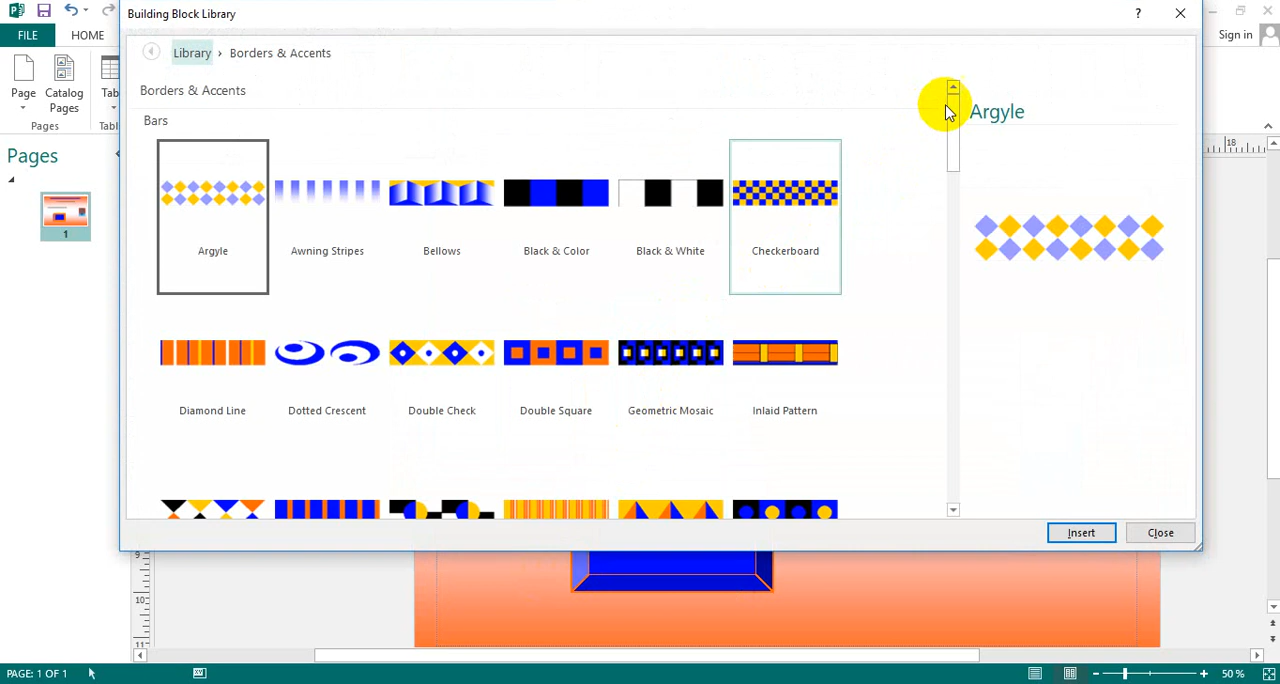 Building Block Library
?
FILE
HOME
Sign in
Page
Catalog Pages
Tab
Pages
Tabl
Pages
1
Library › Borders & Accents
Borders & Accents
Bars
Argyle
Awning Stripes
Bellows
Black & Color
Black & White
Checkerboard
Diamond Line
Dotted Crescent
Double Check
Double Square
Geometric Mosaic
Inlaid Pattern
Argyle
18
Insert
Close
9
10
11
PAGE: 1 OF 1
50 %